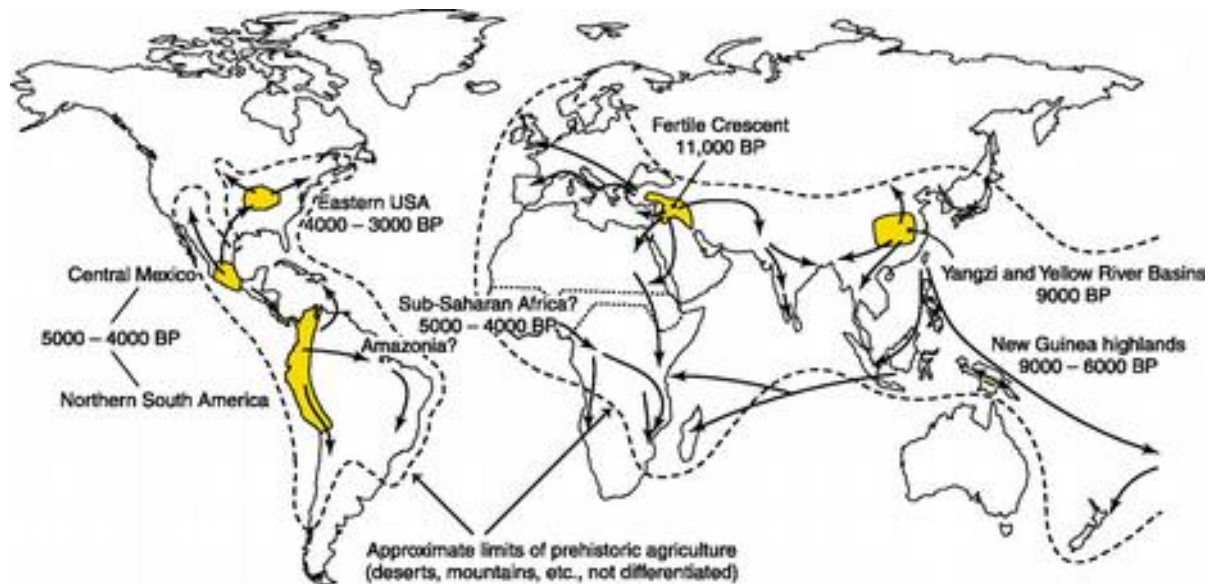 Fertile Crescent
11,000 BP
Eastern USA
4000 – 3000 BP
Central Mexico
5000 – 4000 BP
Northern South America
Amazonia?
Sub-Saharan Africa?
5000 – 4000 BP
Yangzi and Yellow River Basins
9000 BP
New Guinea highlands
9000 – 6000 BP
Approximate limits of prehistoric agriculture
(deserts, mountains, etc., not differentiated)